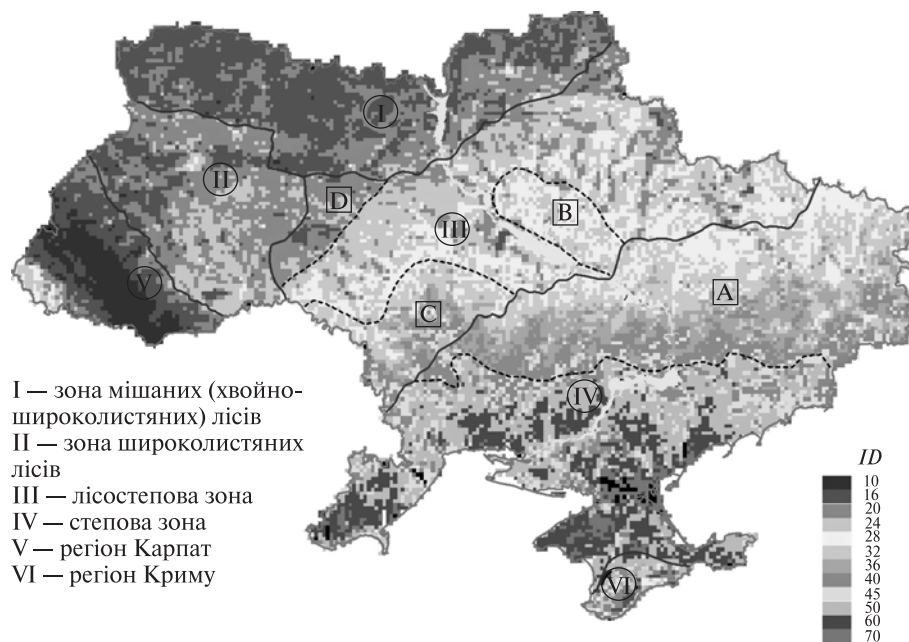 I
II
D
III
B
V
A
C
IV
VI
I — зона мішаних (хвойно-
широколистяних) лісів
II — зона широколистяних
лісів
III — лісостепова зона
IV — степова зона
V — регіон Карпат
VI — регіон Криму
ID
10
16
20
24
28
32
36
40
45
50
60
70